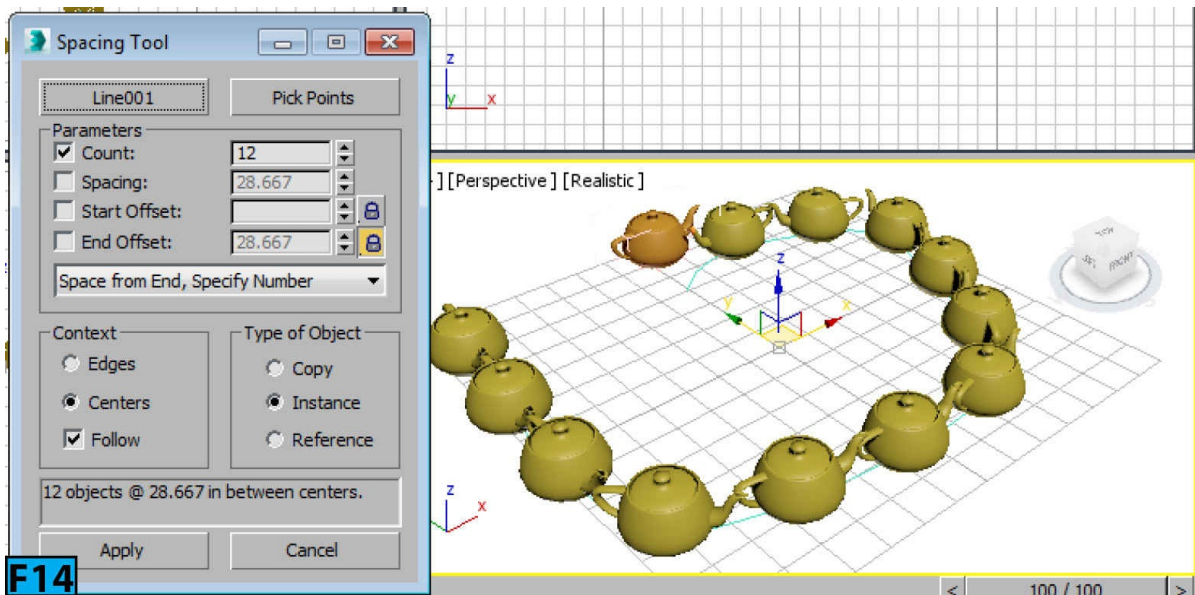 Spacing Tool
Line001
Pick Points
Parameters
Count:
12
Spacing:
28.667
Start Offset:
End Offset:
28.667
Space from End, Specify Number
Context
Edges
Centers
Follow
Type of Object
Copy
Instance
Reference
12 objects @ 28.667 in between centers.
Apply
Cancel
F14
z
y
x
] [Perspective ] [Realistic ]
z
y
x
RIGHT
z
x
<
100 / 100
>